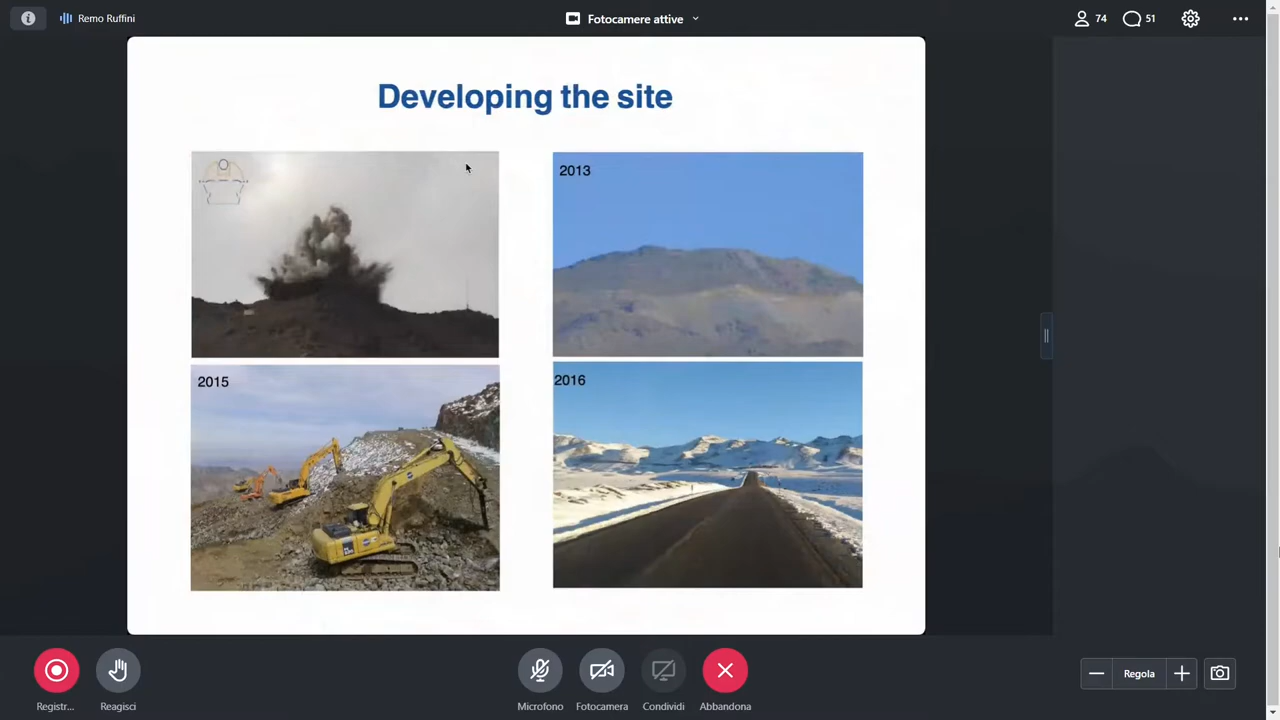 Remo Ruffini
Fotocamere attive
74
51
Developing the site
2013
2015
2016
Registr...
Reagisci
Microfono
Fotocamera
Condividi
Abbandona
Regola